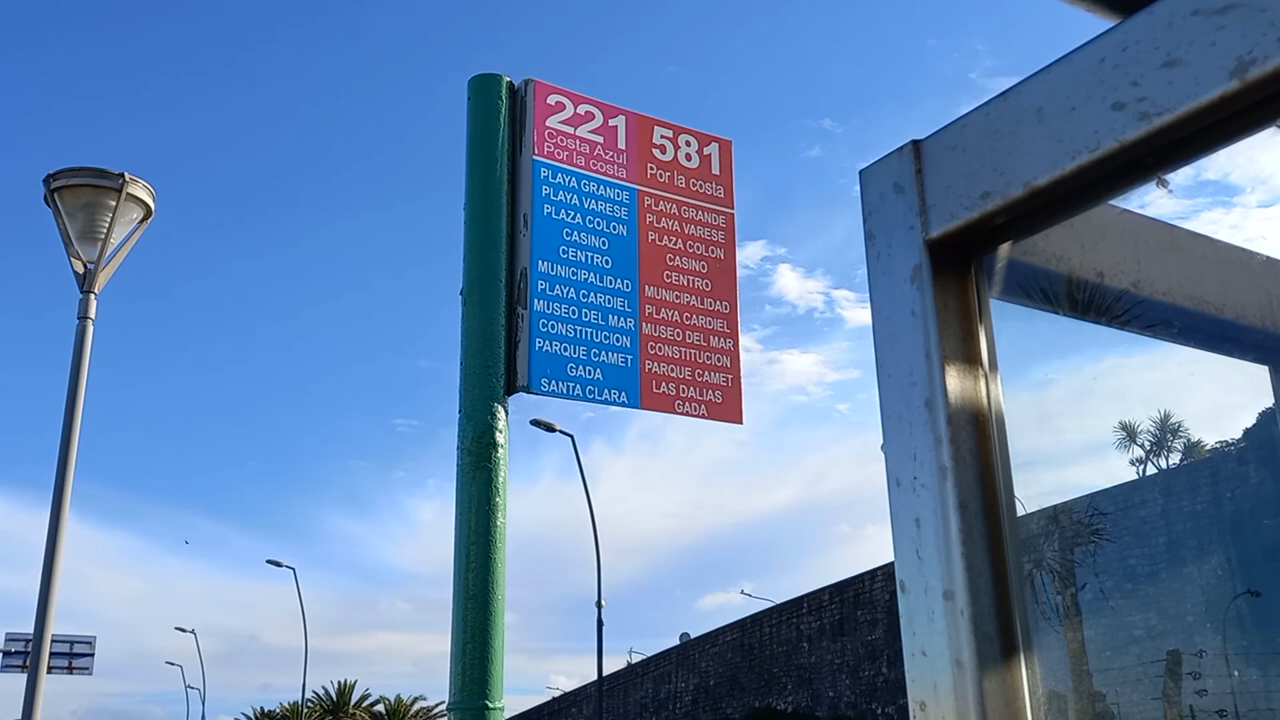 221
Costa Azul
Por la costa
PLAYA GRANDE
PLAYA VARESE
PLAZA COLON
CASINO
CENTRO
MUNICIPALIDAD
PLAYA CARDIEL
MUSEO DEL MAR
CONSTITUCION
PARQUE CAMET
GADA
SANTA CLARA
581
Por la costa
PLAYA GRANDE
PLAYA VARESE
PLAZA COLON
CASINO
CENTRO
MUNICIPALIDAD
PLAYA CARDIEL
MUSEO DEL MAR
CONSTITUCION
PARQUE CAMET
LAS DALIAS
GADA